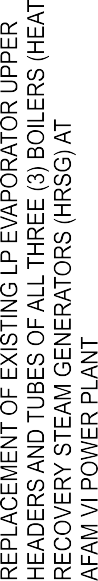 REPLACEMENT OF EXISTING LP EVAPORATOR UPPER
HEADERS AND TUBES OF ALL THREE (3) BOILERS (HEAT
RECOVERY STEAM GENERATORS (HRSG) AT
AFAM VI POWER PLANT